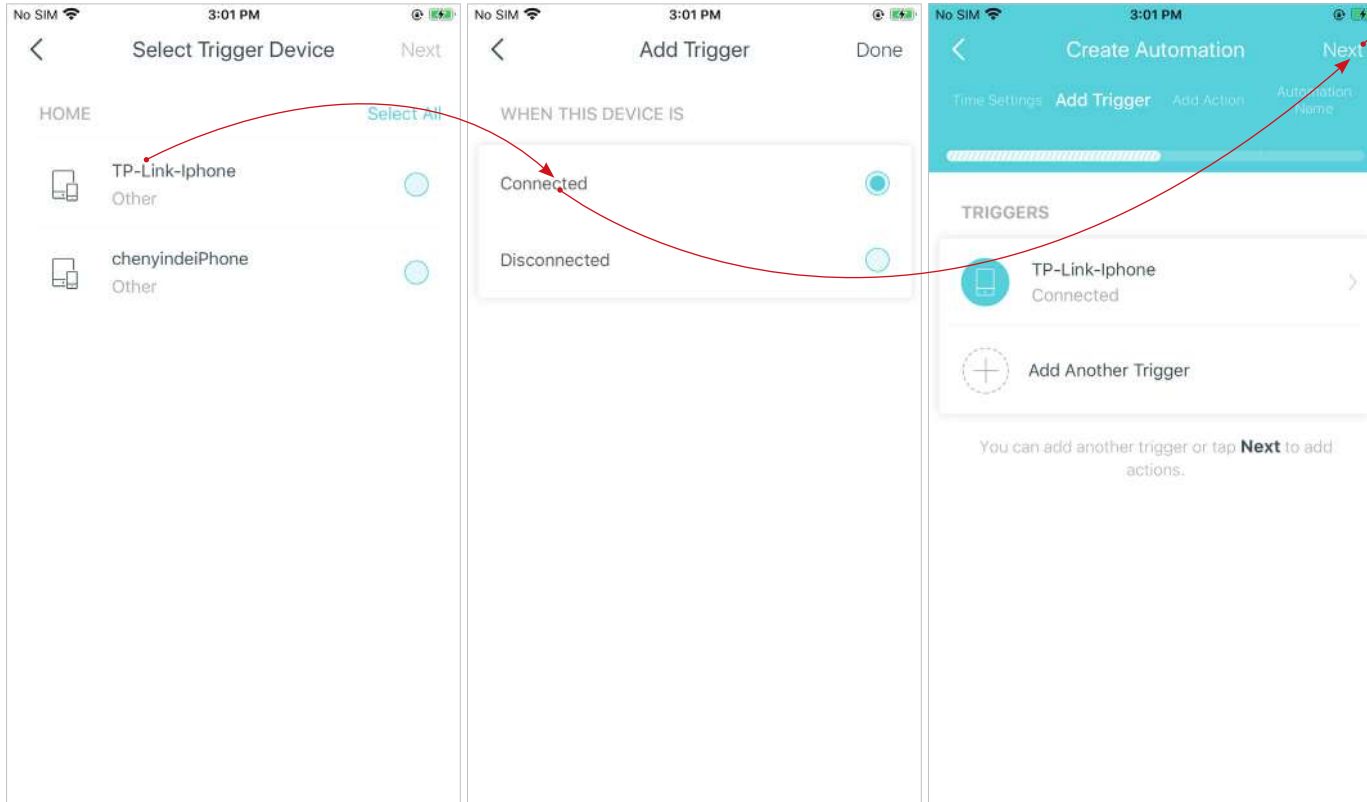 No SIM 3:01 PM
Select Trigger Device Next
HOME Select All
TP-Link-Iphone
Other
chenyindeiPhone
Other
No SIM 3:01 PM
Add Trigger Done
WHEN THIS DEVICE IS
Connected
Disconnected
No SIM 3:01 PM
Create Automation Next
Time Settings Add Trigger Add Action Automation
Name
TRIGGERS
TP-Link-Iphone
Connected
Add Another Trigger
You can add another trigger or tap Next to add
actions.